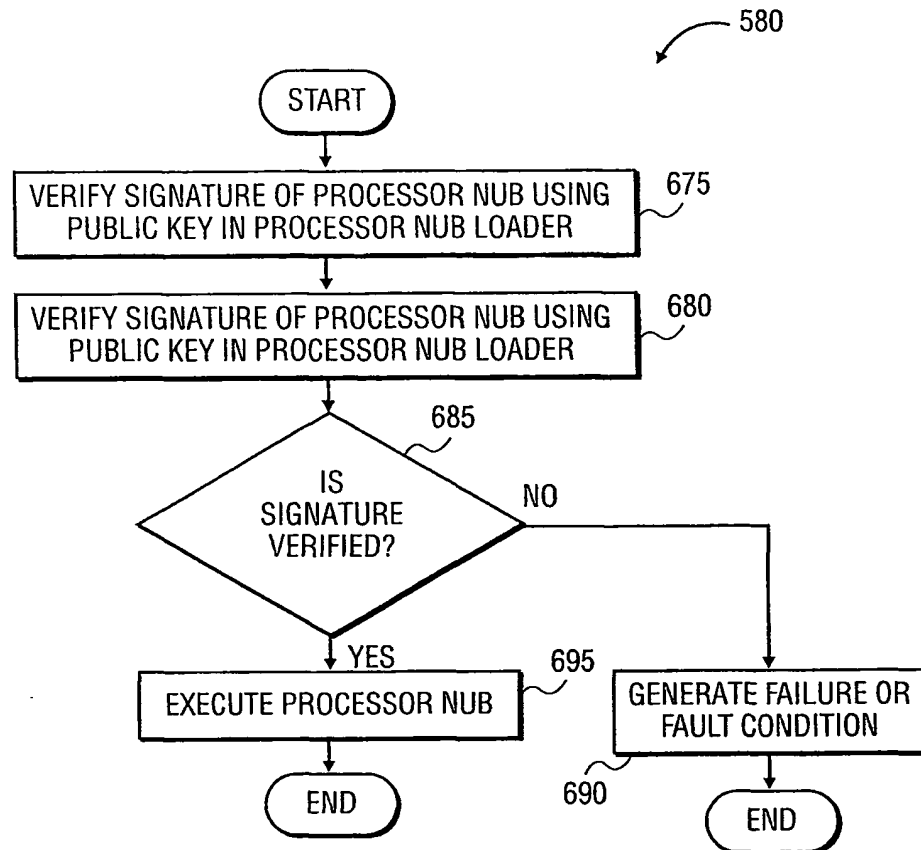 580
START
VERIFY SIGNATURE OF PROCESSOR NUB USING
PUBLIC KEY IN PROCESSOR NUB LOADER
675
VERIFY SIGNATURE OF PROCESSOR NUB USING
PUBLIC KEY IN PROCESSOR NUB LOADER
680
685
IS
SIGNATURE
VERIFIED?
NO
YES
EXECUTE PROCESSOR NUB
695
GENERATE FAILURE OR
FAULT CONDITION
690
END
END